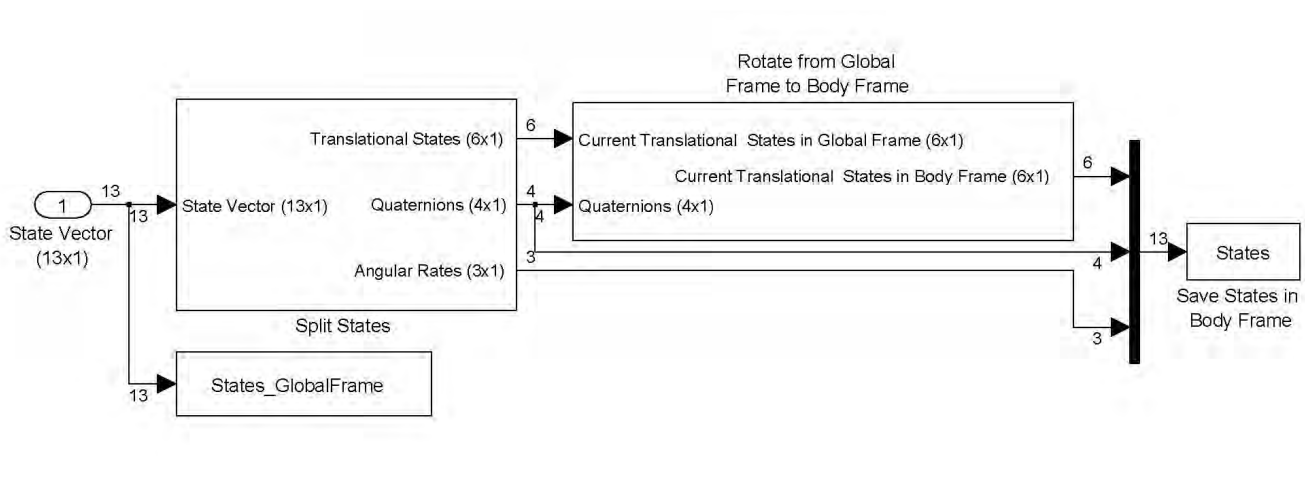 Rotate from Global
Frame to Body Frame
Translational States (6x1)
6
Current Translational States in Global Frame (6x1)
6
Current Translational States in Body Frame (6x1)
13
1
13
State Vector (13x1)
Quaternions (4x1)
4
4
Quaternions (4x1)
State Vector
(13x1)
Angular Rates (3x1)
3
4
13
States
Save States in
Body Frame
Split States
3
13
States_GlobalFrame